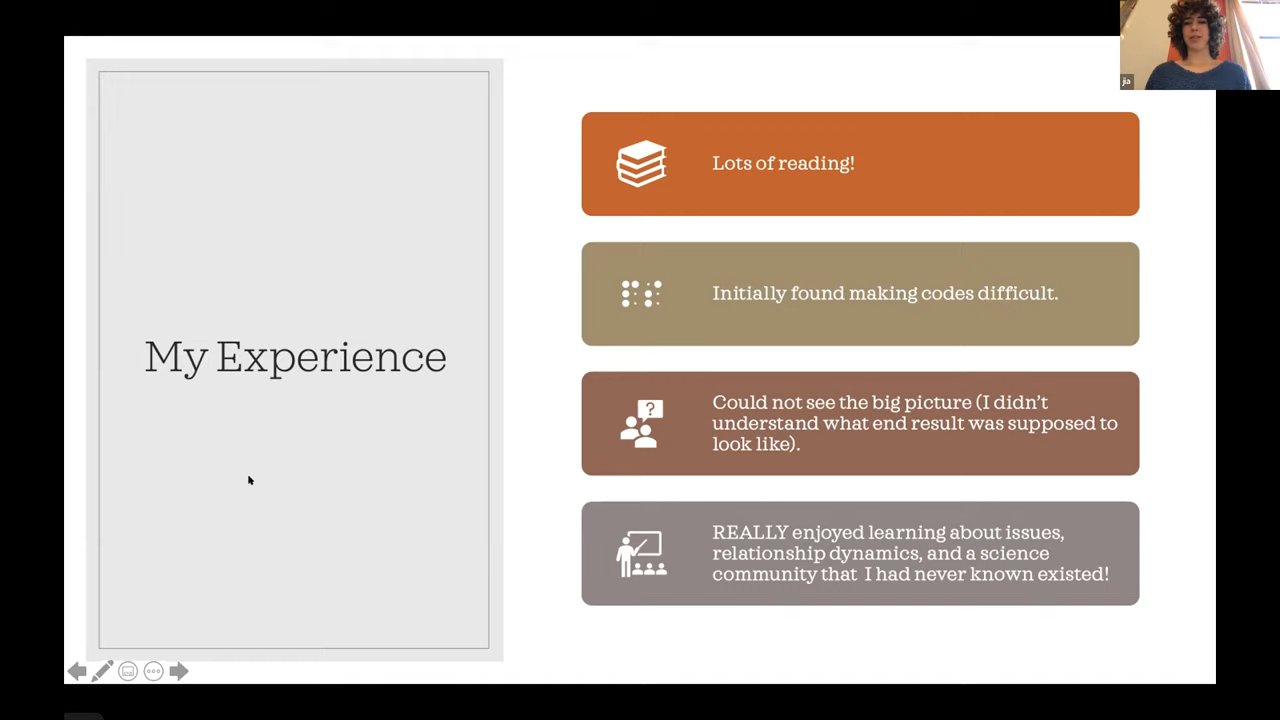 jia
My Experience
Lots of reading!
Initially found making codes difficult.
?
Could not see the big picture (I didn't
understand what end result was supposed to
look like).
REALLY enjoyed learning about issues,
relationship dynamics, and a science
community that  I had never known existed!